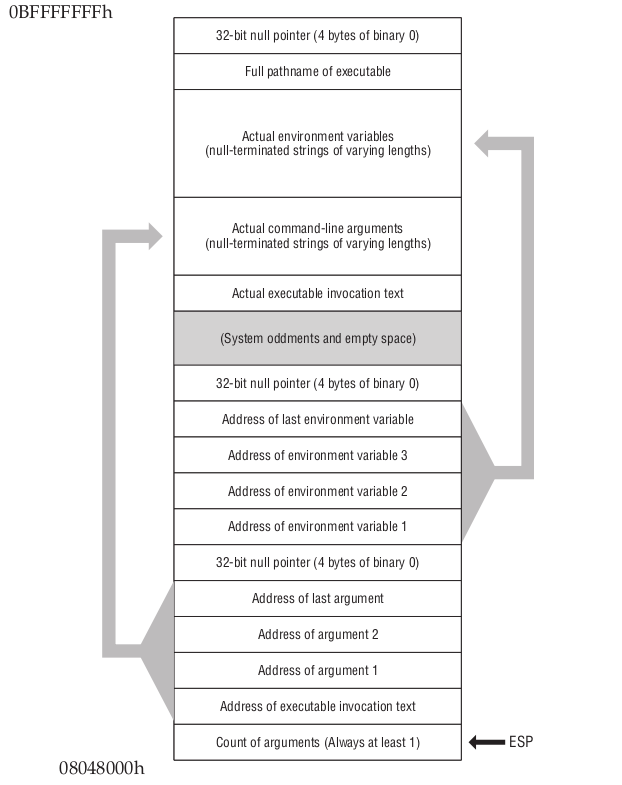 0BFFFFFFFh
32-bit null pointer (4 bytes of binary 0)
Full pathname of executable
Actual environment variables
(null-terminated strings of varying lengths)
Actual command-line arguments
(null-terminated strings of varying lengths)
Actual executable invocation text
(System oddments and empty space)
32-bit null pointer (4 bytes of binary 0)
Address of last environment variable
Address of environment variable 3
Address of environment variable 2
Address of environment variable 1
32-bit null pointer (4 bytes of binary 0)
Address of last argument
Address of argument 2
Address of argument 1
Address of executable invocation text
Count of arguments (Always at least 1)
ESP
08048000h